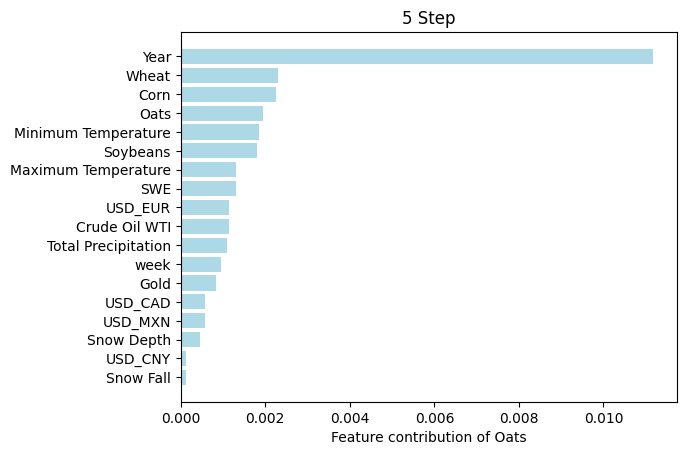 5 Step
Year
Wheat
Corn
Oats
Minimum Temperature
Soybeans
Maximum Temperature
SWE
USD_EUR
Crude Oil WTI
Total Precipitation
week
Gold
USD_CAD
USD_MXN
Snow Depth
USD_CNY
Snow Fall
0.000 0.002 0.004 0.006 0.008 0.010
Feature contribution of Oats